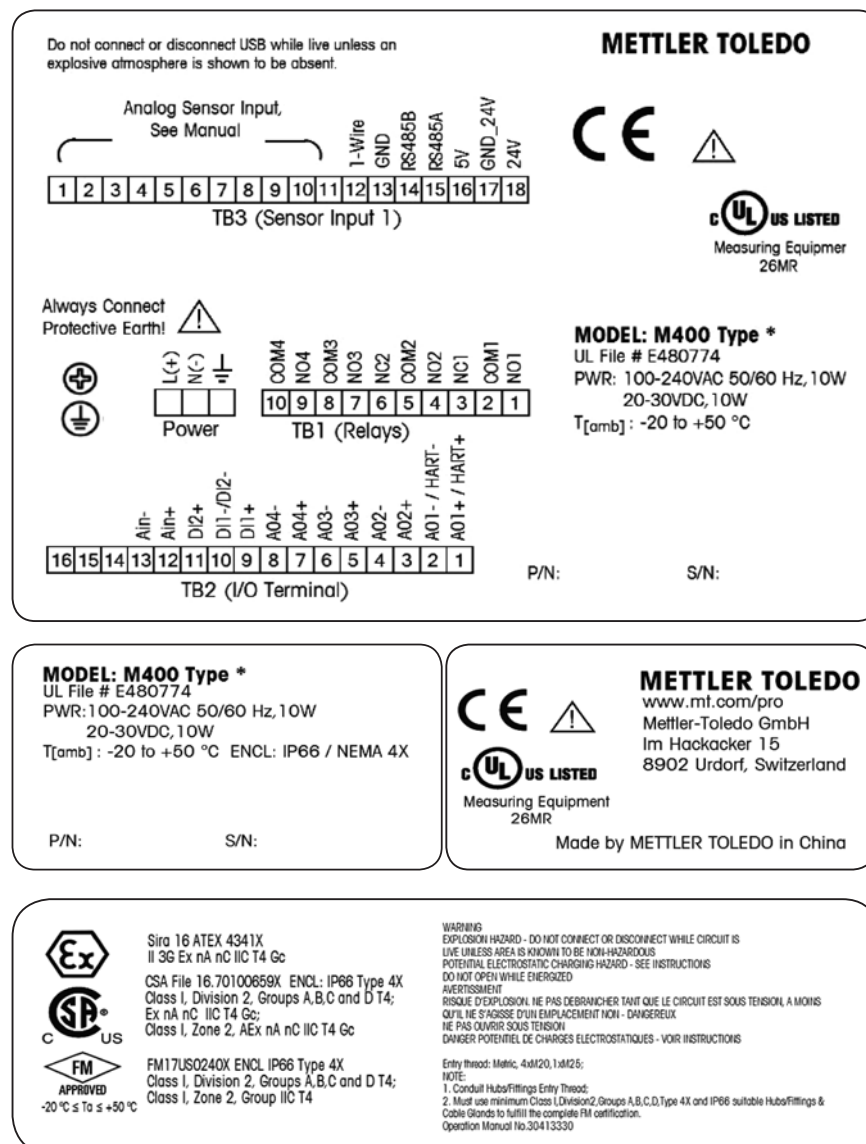 Do not connect or disconnect USB while live unless an
explosive atmosphere is shown to be absent.
METTLER TOLEDO
Analog Sensor Input,
See Manual
1-Wire
GND
RS485B
RS485A
5V
GND_24V
24V
1 2 3 4 5 6 7 8 9 10 11 12 13 14 15 16 17 18
TB3 (Sensor Input 1)
CE
C UL US LISTED
Measuring Equipmer
26MR
Always Connect
Protective Earth!
L(+)
N(-)
Power
COM4
NO4
COM3
NO3
NC2
COM2
NO2
NC1
COM1
NO1
10 9 8 7 6 5 4 3 2 1
TB1 (Relays)
MODEL: M400 Type *
UL File # E480774
PWR: 100-240VAC 50/60 Hz, 10W
20-30VDC, 10W
T[amb] : -20 to +50 °C
Ain-
Ain+
DI2+
DI1-/DI2-
DI1+
A04-
A04+
A03-
A03+
A02-
A02+
A01- / HART-
A01+ / HART+
16 15 14 13 12 11 10 9 8 7 6 5 4 3 2 1
TB2 (I/O Terminal)
P/N: S/N:
MODEL: M400 Type *
UL File # E480774
PWR:100-240VAC 50/60 Hz, 10W
20-30VDC, 10W
T[amb] : -20 to +50 °C ENCL: IP66 / NEMA 4X
P/N: S/N:
CE
C UL US LISTED
Measuring Equipment
26MR
METTLER TOLEDO
www.mt.com/pro
Mettler-Toledo GmbH
Im Hackacker 15
8902 Urdorf, Switzerland
Made by METTLER TOLEDO in China
Ex
Sira 16 ATEX 4341X
II 3G Ex nA nC IIC T4 Gc
CSA
C US
CSA File 16.70100659X ENCL: IP66 Type 4X
Class I, Division 2, Groups A,B,C and D T4;
Ex nA nC IIC T4 Gc;
Class I, Zone 2, AEx nA nC IIC T4 Gc
FM
APPROVED
FM17US0240X ENCL IP66 Type 4X
Class I, Division 2, Groups A,B,C and D T4;
Class I, Zone 2, Group IIC T4
-20 °C ≤ Ta ≤ +50 °C
WARNING
EXPLOSION HAZARD - DO NOT CONNECT OR DISCONNECT WHILE CIRCUIT IS
LIVE UNLESS AREA IS KNOWN TO BE NON-HAZARDOUS
POTENTIAL ELECTROSTATIC CHARGING HAZARD - SEE INSTRUCTIONS
DO NOT OPEN WHILE ENERGIZED
AVERTISSMENT
RISQUE D'EXPLOSION. NE PAS DEBRANCHER TANT QUE LE CIRCUIT EST SOUS TENSION, A MOINS
QU'IL NE S'AGISSE D'UN EMPLACEMENT NON - DANGEREUX
NE PAS OUVRIR SOUS TENSION
DANGER POTENTIEL DE CHARGES ELECTROSTATIQUES - VOIR INSTRUCTIONS
Entry thread: Metric, 4xM20,1xM25;
NOTE:
1. Conduit Hubs/Fittings Entry Thread;
2. Must use minimum Class I,Division2,Groups A,B,C,D,Type 4X and IP66 suitable Hubs/Fittings &
Cable Glands to fulfill the complete FM certification.
Operation Manual No.30413330